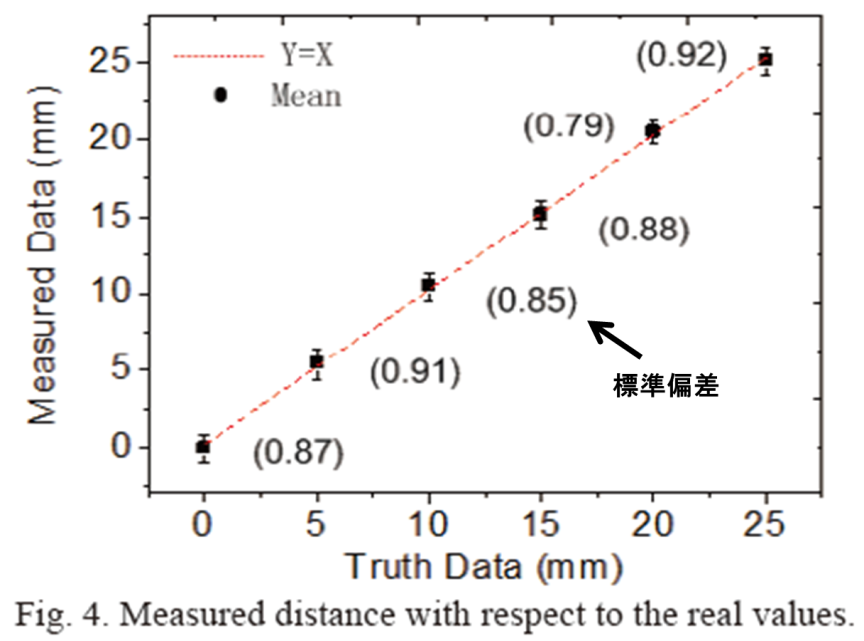 Y=X
Mean
Measured Data (mm)
25
20
15
10
5
0
(0.92)
(0.79)
(0.88)
(0.85)
(0.91)
(0.87)
標準偏差
0 5 10 15 20 25
Truth Data (mm)
Fig. 4. Measured distance with respect to the real values.